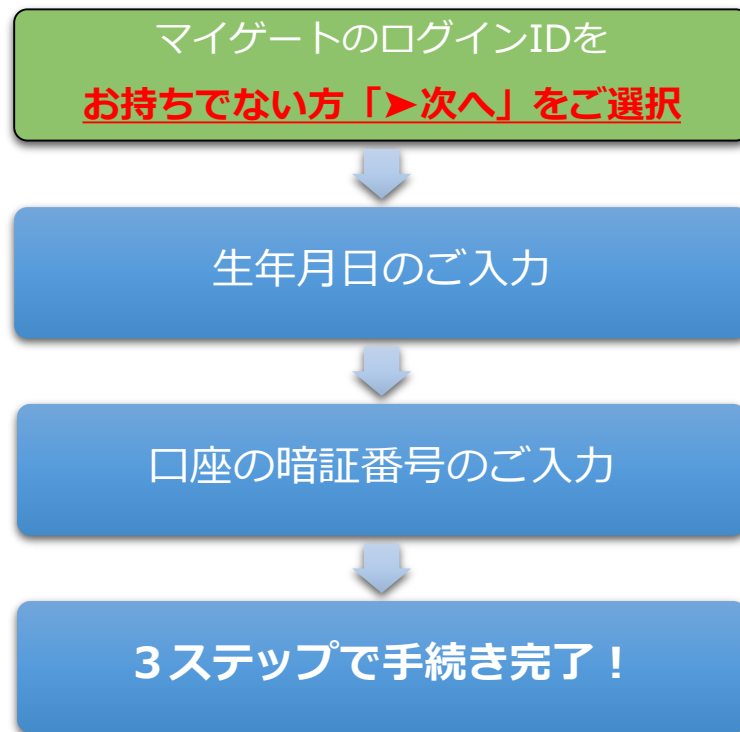 マイゲートのログインIDを
お持ちでない方「➤次へ」をご選択
生年月日のご入力
口座の暗証番号のご入力
３ステップで手続き完了！